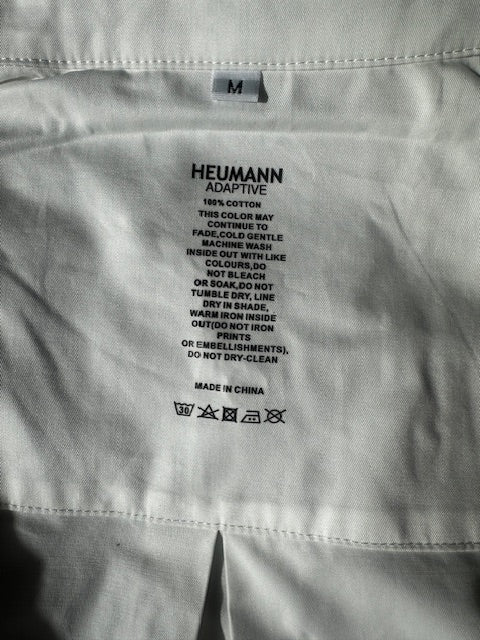 M
HEUMANN
ADAPTIVE
100% COTTON
THIS COLOR MAY
CONTINUE TO
FADE,COLD GENTLE
MACHINE WASH
INSIDE OUT WITH LIKE
COLOURS,DO
NOT BLEACH
OR SOAK,DO NOT
TUMBLE DRY, LINE
DRY IN SHADE,
WARM IRON INSIDE
OUT(DO NOT IRON
PRINTS
OR EMBELLISHMENTS),
DO NOT DRY-CLEAN
MADE IN CHINA
30